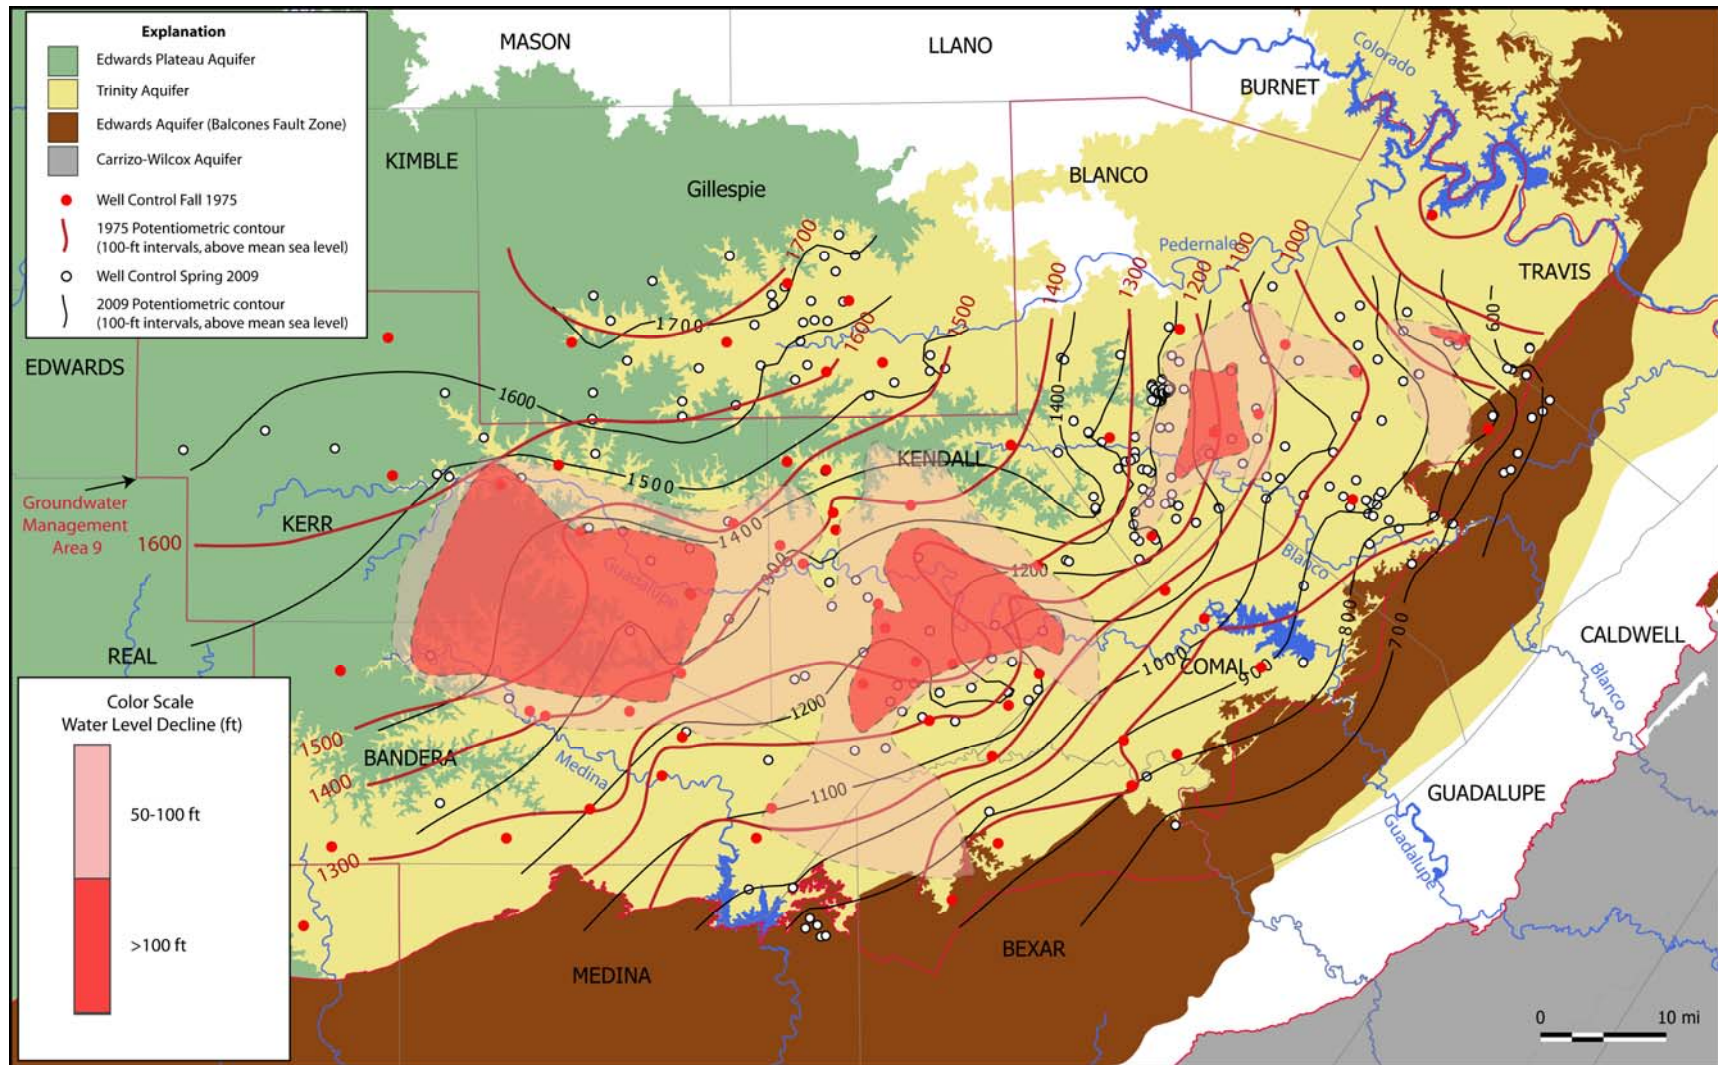 Explanation
Edwards Plateau Aquifer
Trinity Aquifer
Edwards Aquifer (Balcones Fault Zone)
Carrizo-Wilcox Aquifer
Well Control Fall 1975
1975 Potentiometric contour
(100-ft intervals, above mean sea level)
Well Control Spring 2009
2009 Potentiometric contour
(100-ft intervals, above mean sea level)
MASON
LLANO
BURNET
Colorado
KIMBLE
Gillespie
BLANCO
Pedernale
TRAVIS
1700
1700
1600
1500
1400
1300
1200
1100
1000
600
EDWARDS
1600
1400
KENDALL
1500
Groundwater
Management
Area 9
KERR
1600
1400
1000
Guadalupe
1200
Blanco
800
700
CALDWELL
REAL
COMAL
1000
900
Blanco
1200
1500
BANDERA
1400
Medina
1100
GUADALUPE
Guadalupe
1300
MEDINA
BEXAR
Color Scale
Water Level Decline (ft)
50-100 ft
>100 ft
0 10 mi